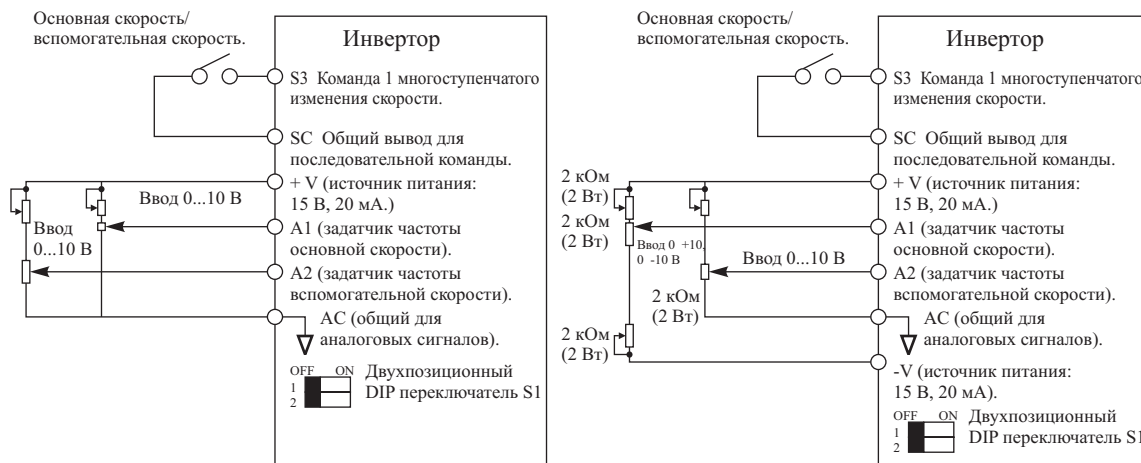 Основная скорость/
вспомогательная скорость.
Инвертор
S3 Команда 1 многоступенчатого
изменения скорости.
SC Общий вывод для
последовательной команды.
+ V (источник питания:
15 В, 20 мА.)
Ввод 0...10 В
A1 (задатчик частоты
основной скорости).
Ввод
0...10 В
A2 (задатчик частоты
вспомогательной скорости).
AC (общий для
аналоговых сигналов).
OFF ON
1
2
Двухпозиционный
DIP переключатель S1
Основная скорость/
вспомогательная скорость.
Инвертор
S3 Команда 1 многоступенчатого
изменения скорости.
SC Общий вывод для
последовательной команды.
2 кОм
(2 Вт)
+ V (источник питания:
15 В, 20 мА.)
2 кОм
(2 Вт)
A1 (задатчик частоты
основной скорости).
Ввод 0 +10,
0 -10 В
Ввод 0...10 В
A2 (задатчик частоты
вспомогательной скорости).
2 кОм
(2 Вт)
AC (общий для
аналоговых сигналов).
2 кОм
(2 Вт)
-V (источник питания:
15 В, 20 мА).
OFF ON
1
2
Двухпозиционный
DIP переключатель S1